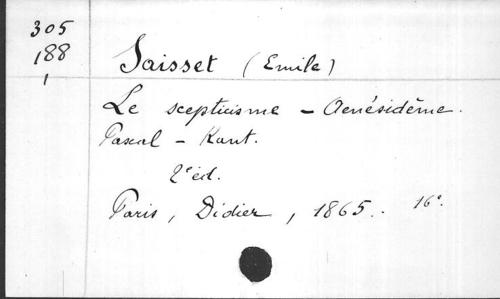 305
188
1
Saisset (Emile)
Le scepticisme – Aenésidème.
Pascal – Kant.
2e éd.
Paris, Didier, 1865. 16°.